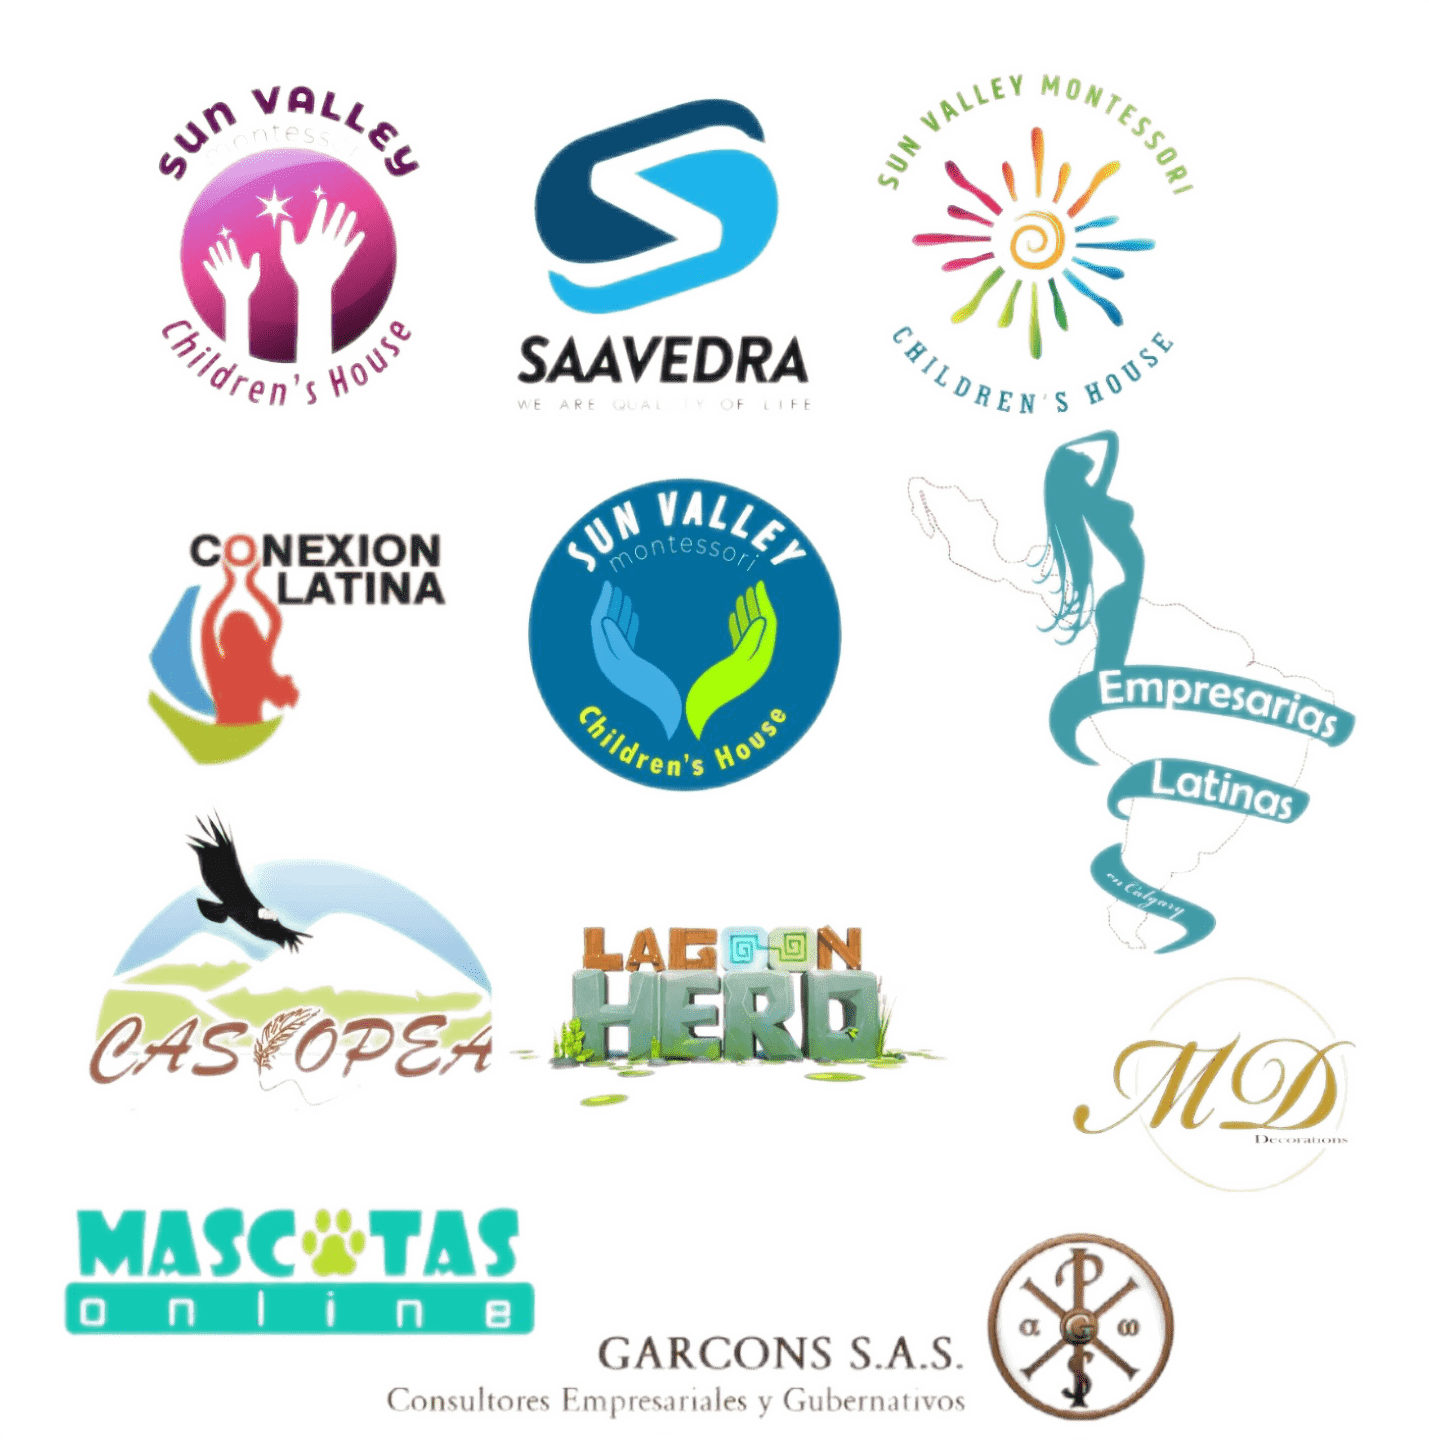 SUN VALLEY
montessori
Children's House
SAAVEDRA
WE ARE QUALITY OF LIFE
SUN VALLEY MONTESSORI
CHILDREN'S HOUSE
CONEXION
LATINA
SUN VALLEY
montessori
Children's House
Empresarias
Latinas
en Calgary
CASIOPEA
LAGOON
HERO
MD
Decorations
MASCOTAS
online
P
α G ω
S
GARCONS S.A.S.
Consultores Empresariales y Gubernativos